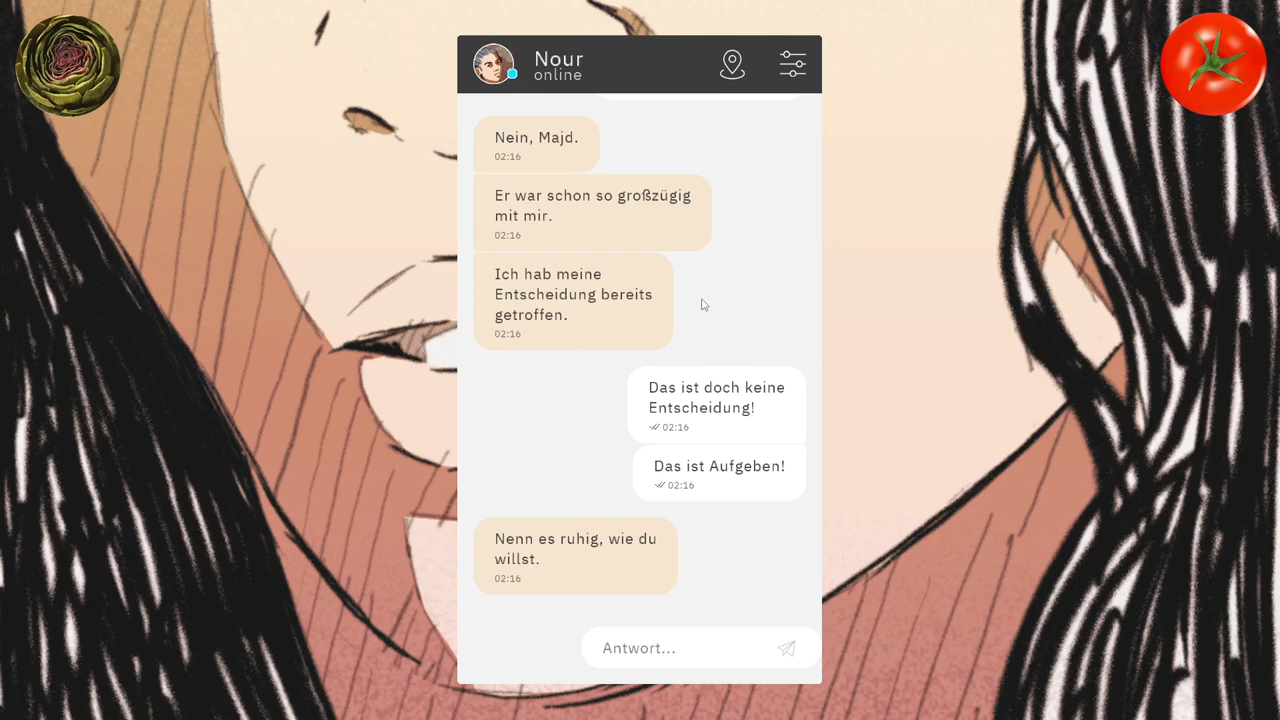 Nour
online
Nein, Majd.
02:16
Er war schon so großzügig
mit mir.
02:16
Ich hab meine
Entscheidung bereits
getroffen.
02:16
Das ist doch keine
Entscheidung!
02:16
Das ist Aufgeben!
02:16
Nenn es ruhig, wie du
willst.
02:16
Antwort...